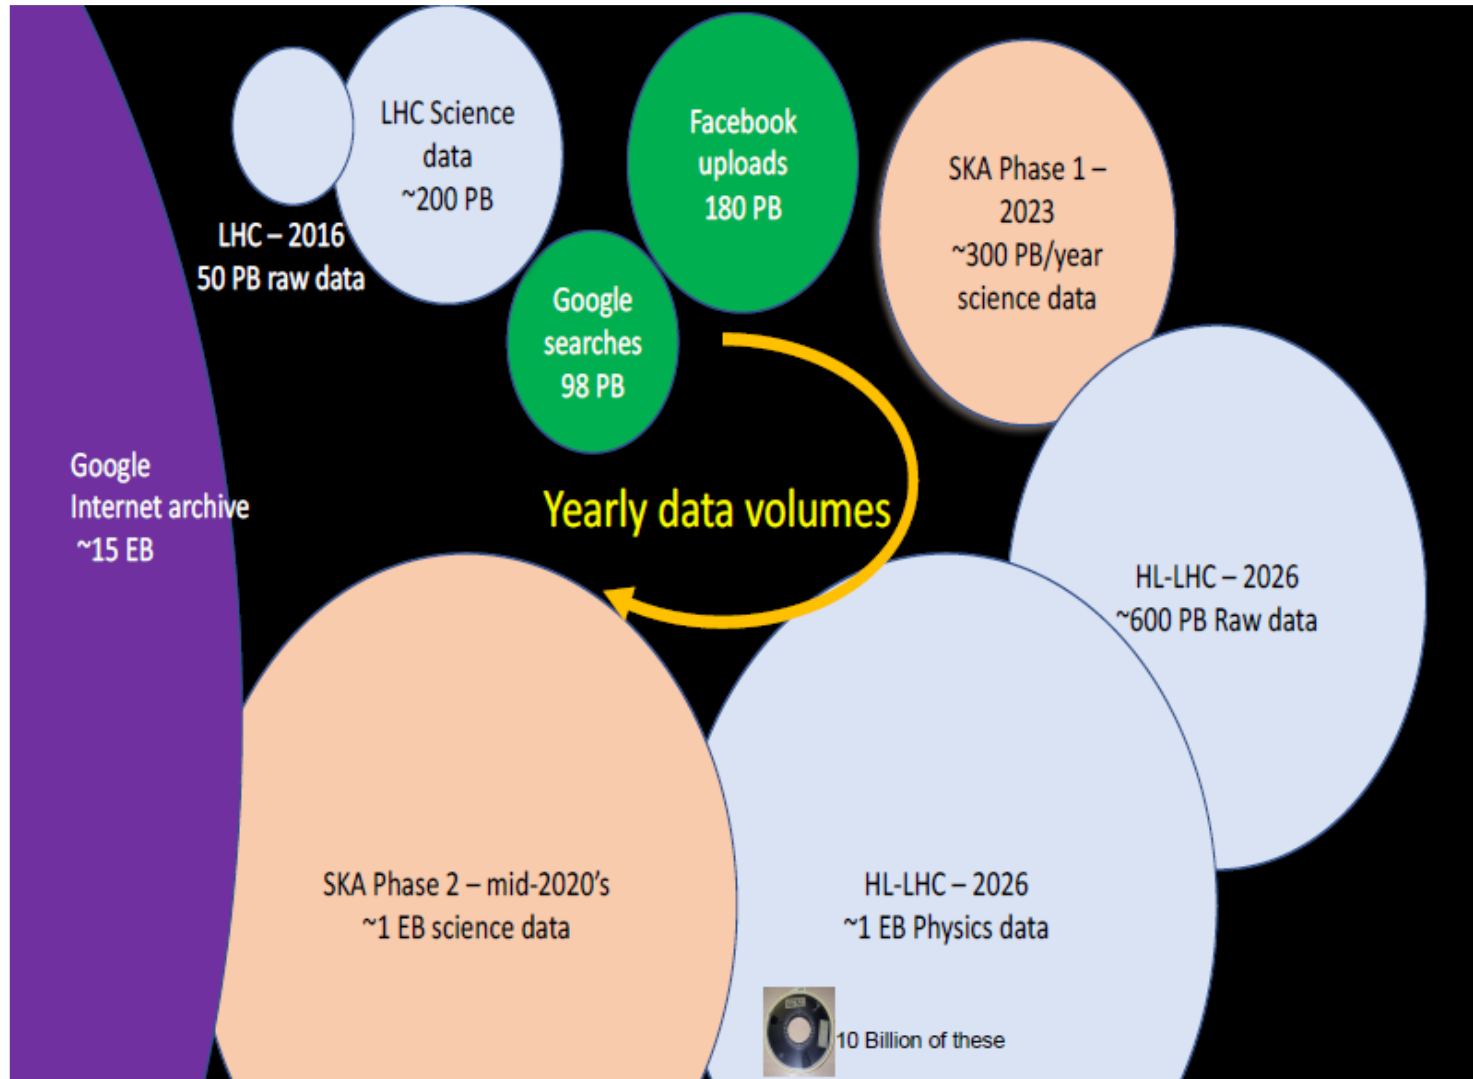 LHC Science
data
~200 PB
LHC – 2016
50 PB raw data
Facebook
uploads
180 PB
Google
searches
98 PB
SKA Phase 1 –
2023
~300 PB/year
science data
Google
Internet archive
~15 EB
Yearly data volumes
HL-LHC – 2026
~600 PB Raw data
SKA Phase 2 – mid-2020's
~1 EB science data
HL-LHC – 2026
~1 EB Physics data
10 Billion of these